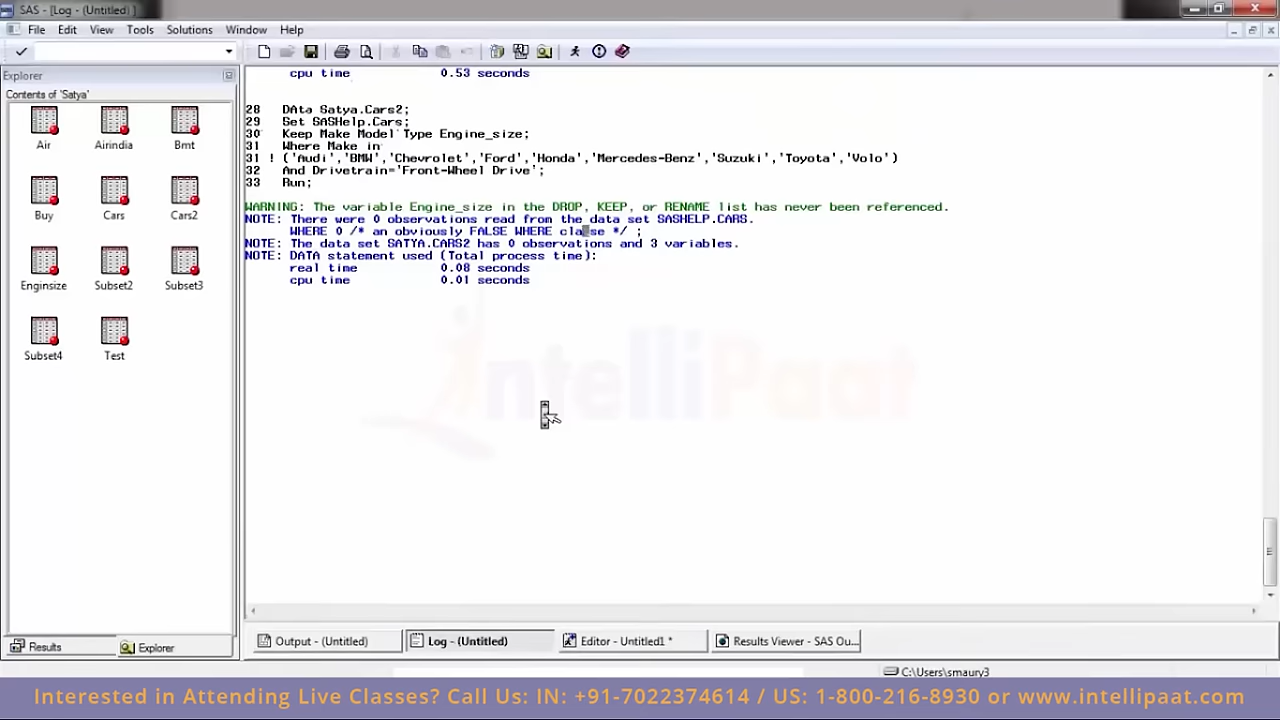 SAS - [Log - (Untitled)]
File Edit View Tools Solutions Window Help
Explorer
Contents of 'Satya'
Air Airindia Bmt
Buy Cars Cars2
Enginsize Subset2 Subset3
Subset4 Test
Results Explorer
cpu time 0.53 seconds
28 DAta Satya.Cars2;
29 Set SASHelp.Cars;
30 Keep Make Model Type Engine_size;
31 Where Make in
31 ! ('Audi','BMW','Chevrolet','Ford','Honda','Mercedes-Benz','Suzuki','Toyota','Volo')
32 And Drivetrain='Front-Wheel Drive';
33 Run;
WARNING: The variable Engine_size in the DROP, KEEP, or RENAME list has never been referenced.
NOTE: There were 0 observations read from the data set SASHELP.CARS.
WHERE 0 /* an obviously FALSE WHERE clause */ ;
NOTE: The data set SATYA.CARS2 has 0 observations and 3 variables.
NOTE: DATA statement used (Total process time):
real time 0.08 seconds
cpu time 0.01 seconds
intelliPaat
Output - (Untitled) Log - (Untitled) Editor - Untitled1 * Results Viewer - SAS Ou...
C:\Users\smaury3
Interested in Attending Live Classes? Call Us: IN: +91-7022374614 / US: 1-800-216-8930 or www.intellipaat.com